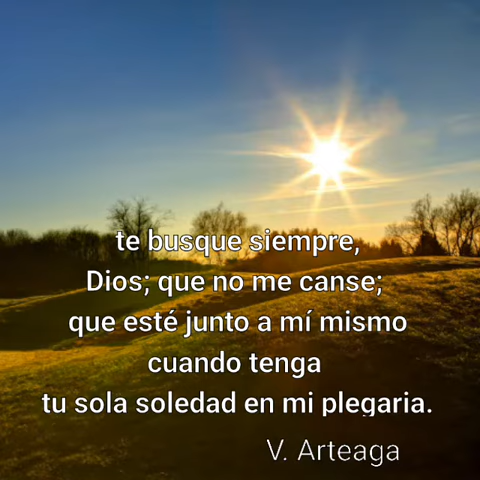 te busque siempre,
Dios; que no me canse;
que esté junto a mí mismo
cuando tenga
tu sola soledad en mi plegaria.
V. Arteaga